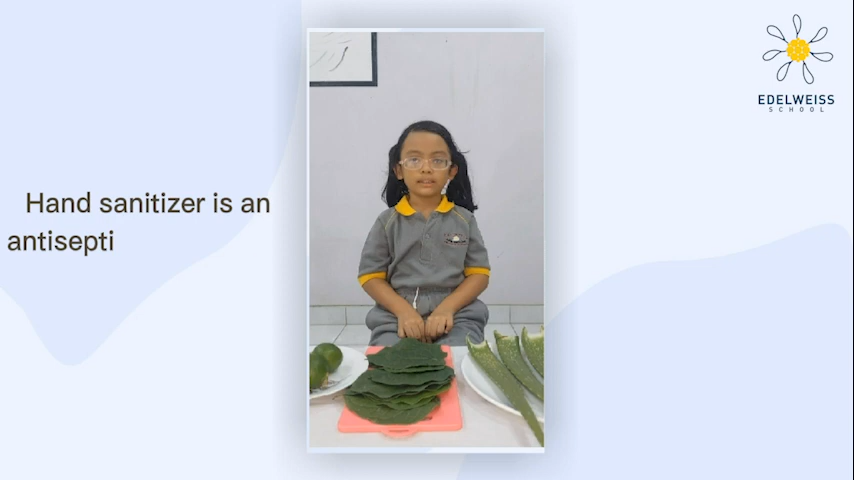 Hand sanitizer is an
antisepti
EDELWEISS
SCHOOL